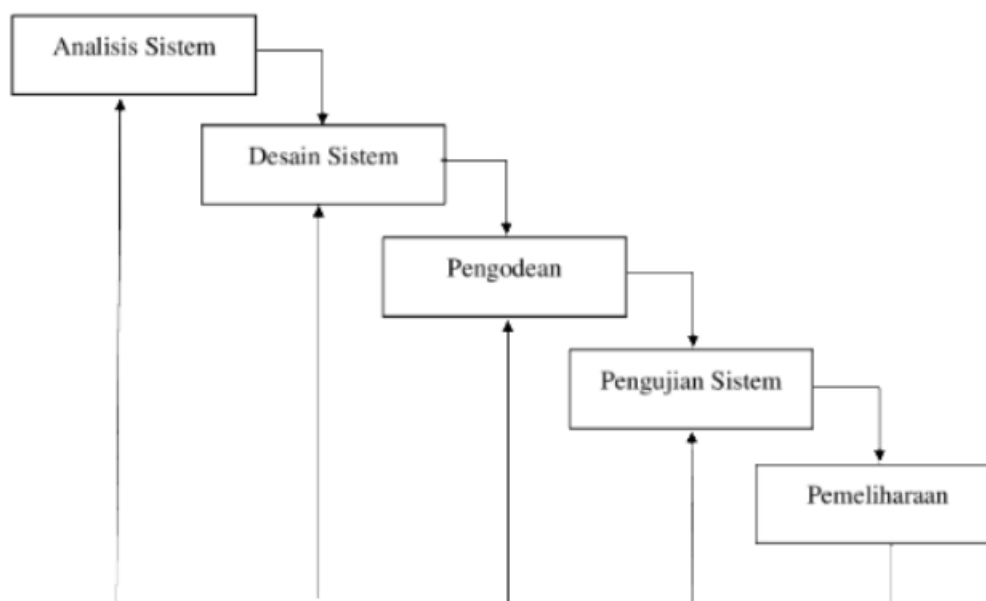 Analisis Sistem
Desain Sistem
Pengodean
Pengujian Sistem
Pemeliharaan